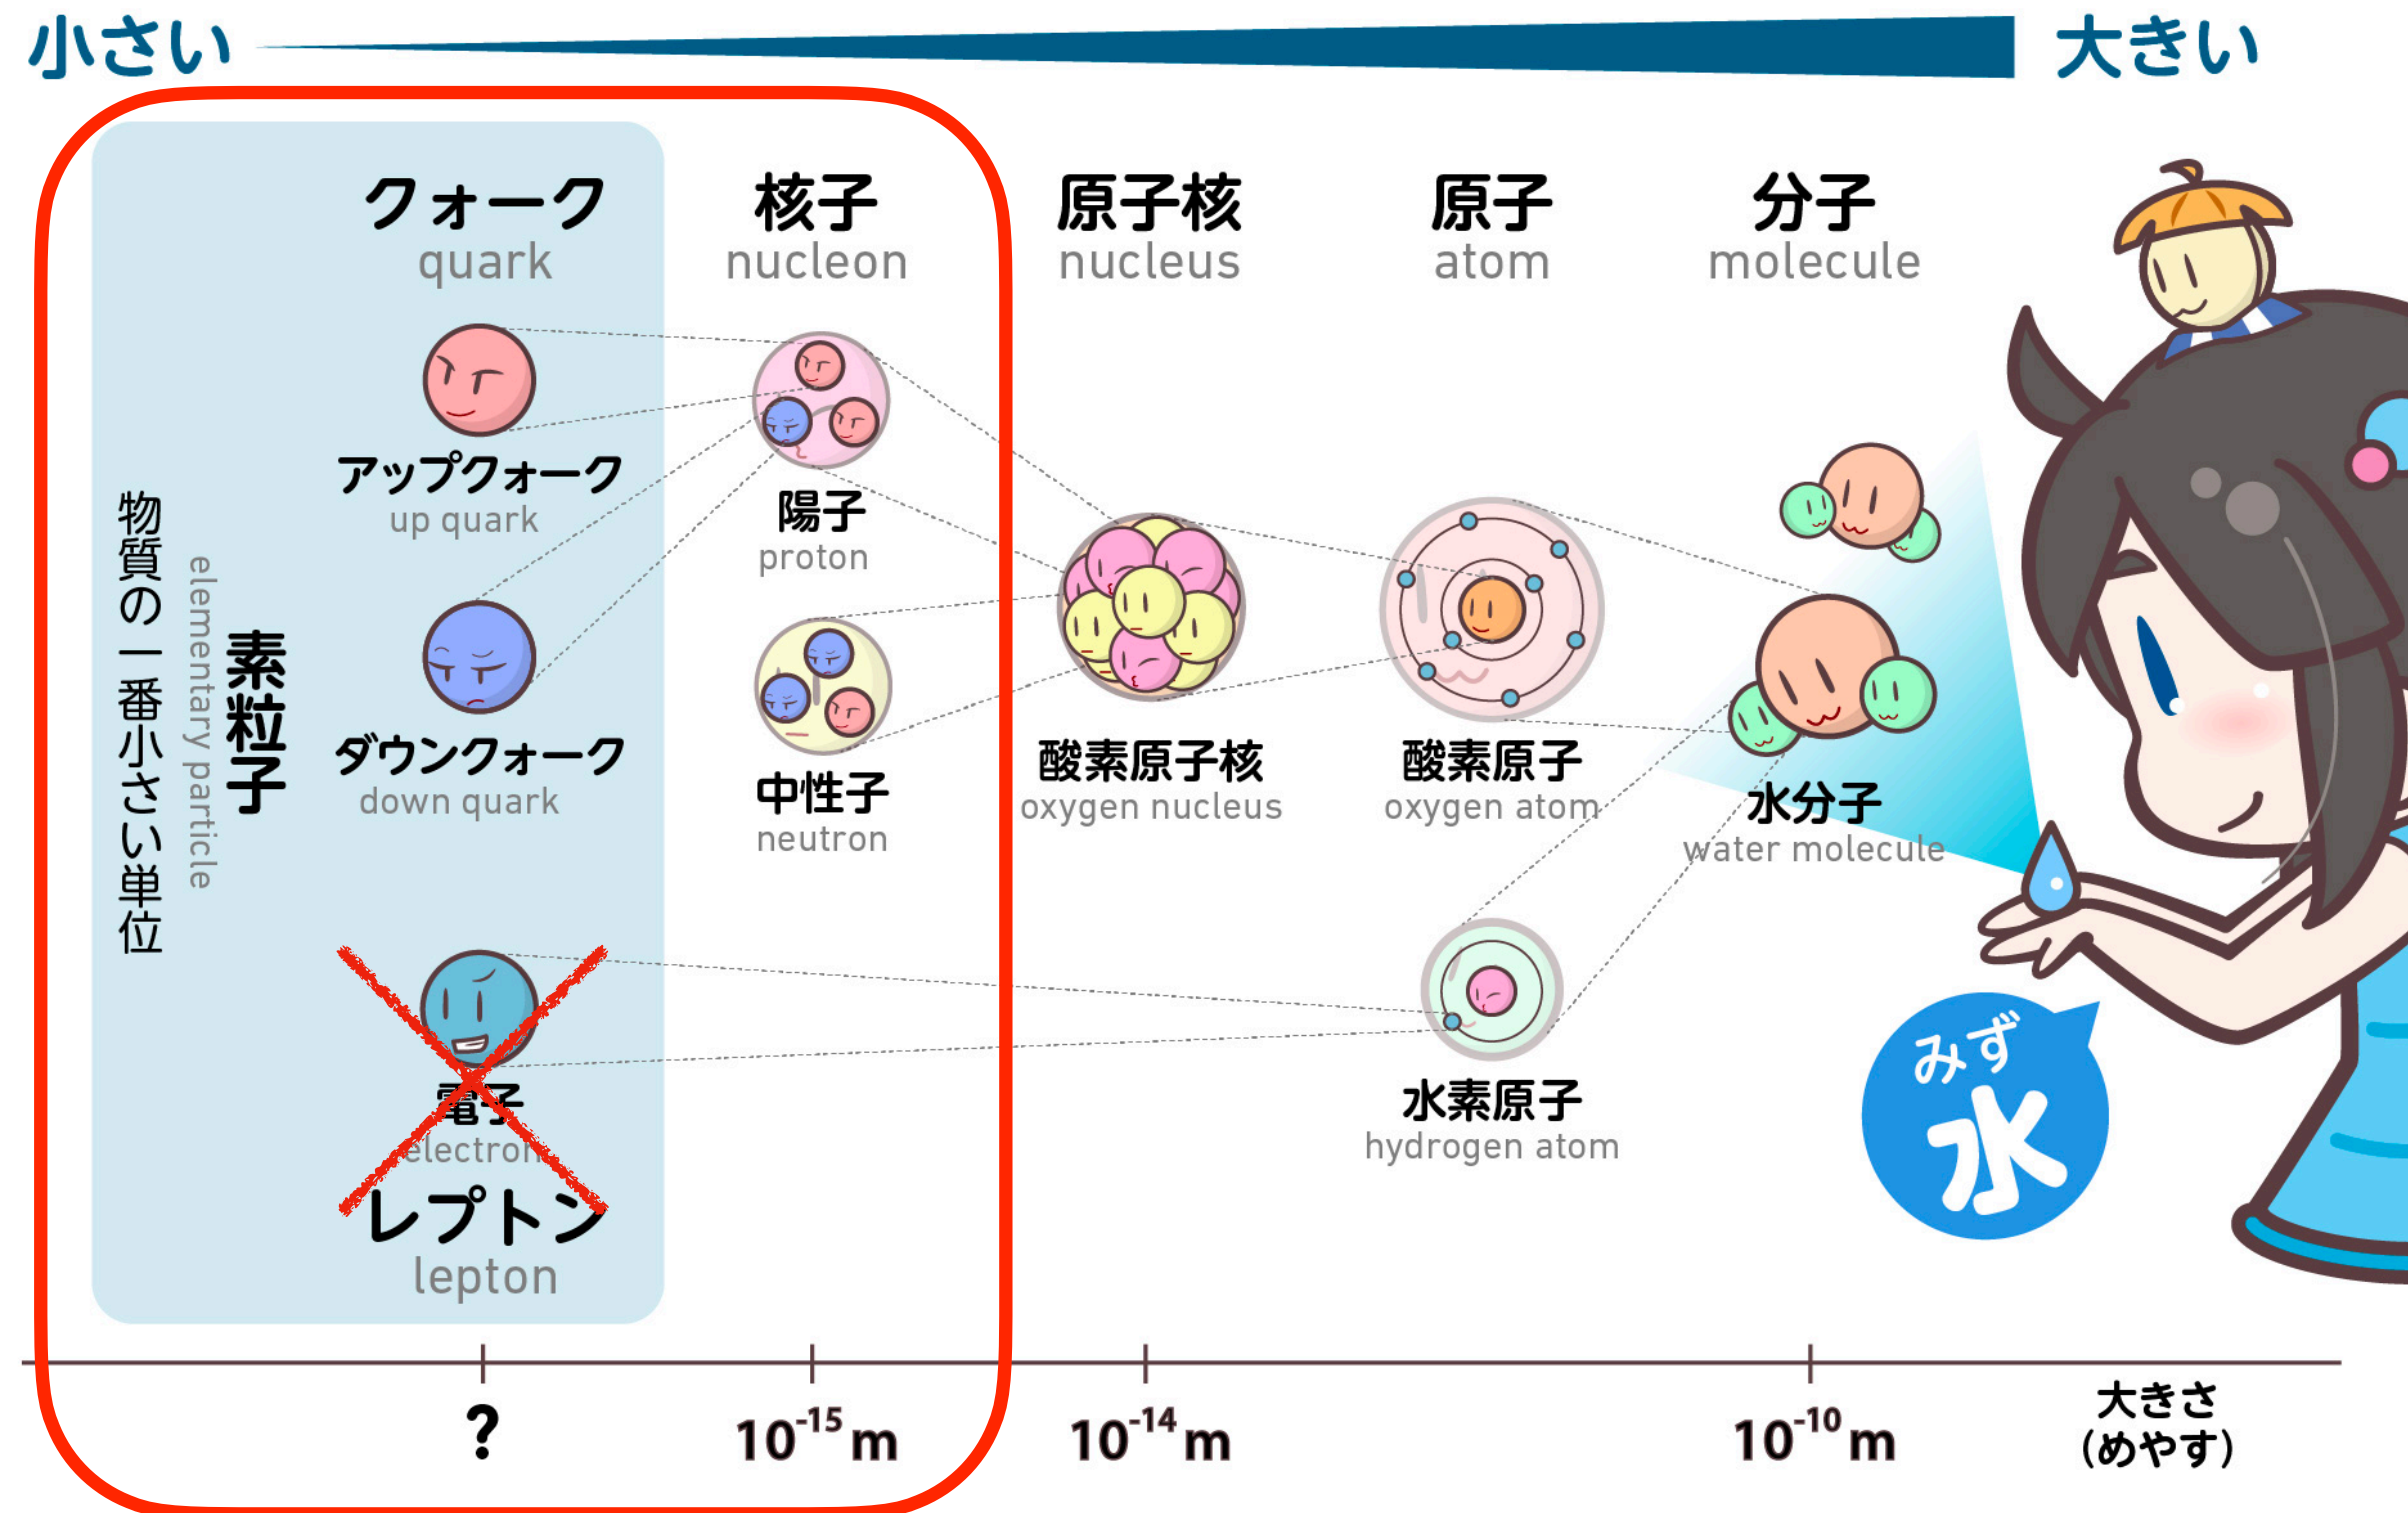 小さい
大きい
クォーク
quark
核子
nucleon
原子核
nucleus
原子
atom
分子
molecule
物質の一番小さい単位
elementary particle
素粒子
アップクォーク
up quark
陽子
proton
ダウンクォーク
down quark
中性子
neutron
酸素原子核
oxygen nucleus
酸素原子
oxygen atom
水分子
water molecule
電子
electron
レプトン
lepton
水素原子
hydrogen atom
みず
水
?
10⁻¹⁵ m
10⁻¹⁴ m
10⁻¹⁰ m
大きさ
(めやす)